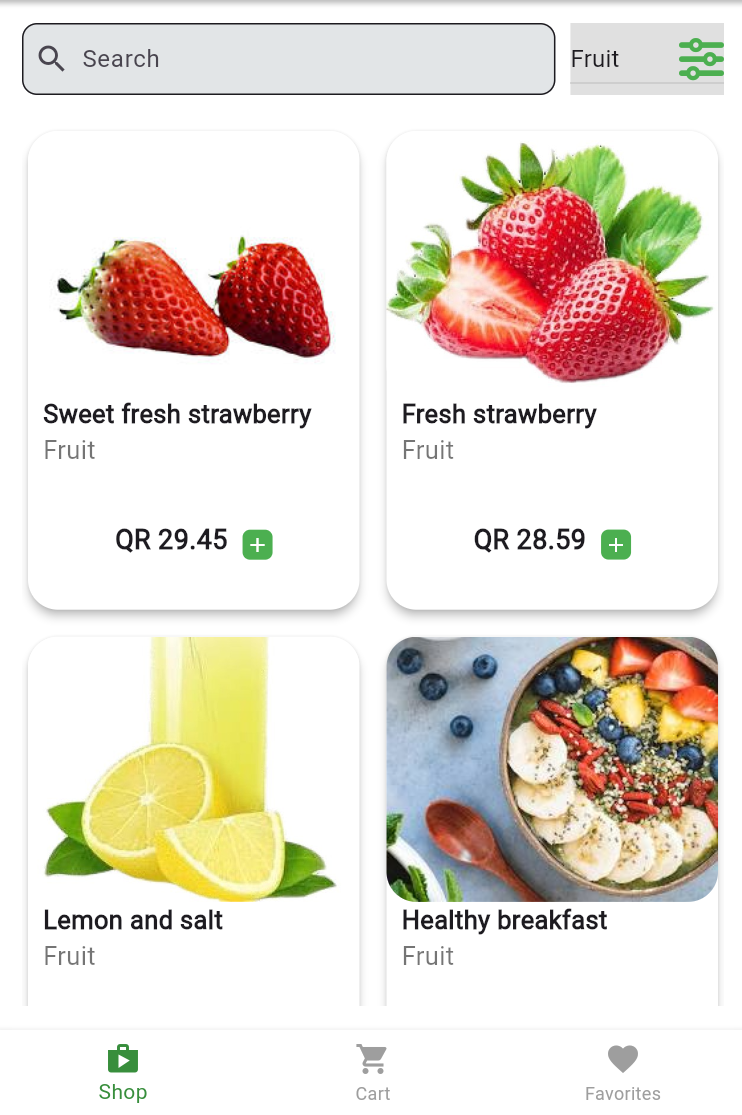 Search
Fruit
Sweet fresh strawberry
Fruit
QR 29.45
Fresh strawberry
Fruit
QR 28.59
Lemon and salt
Fruit
Healthy breakfast
Fruit
Shop
Cart
Favorites